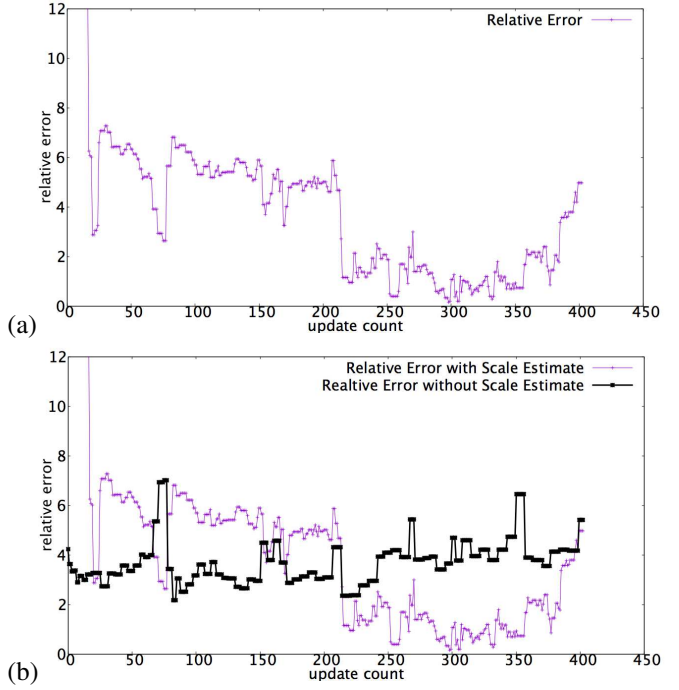 12
Relative Error
10
8
6
4
2
0
relative error
0 50 100 150 200 250 300 350 400 450
update count
(a)
12
Relative Error with Scale Estimate
Realtive Error without Scale Estimate
10
8
6
4
2
0
relative error
0 50 100 150 200 250 300 350 400 450
update count
(b)